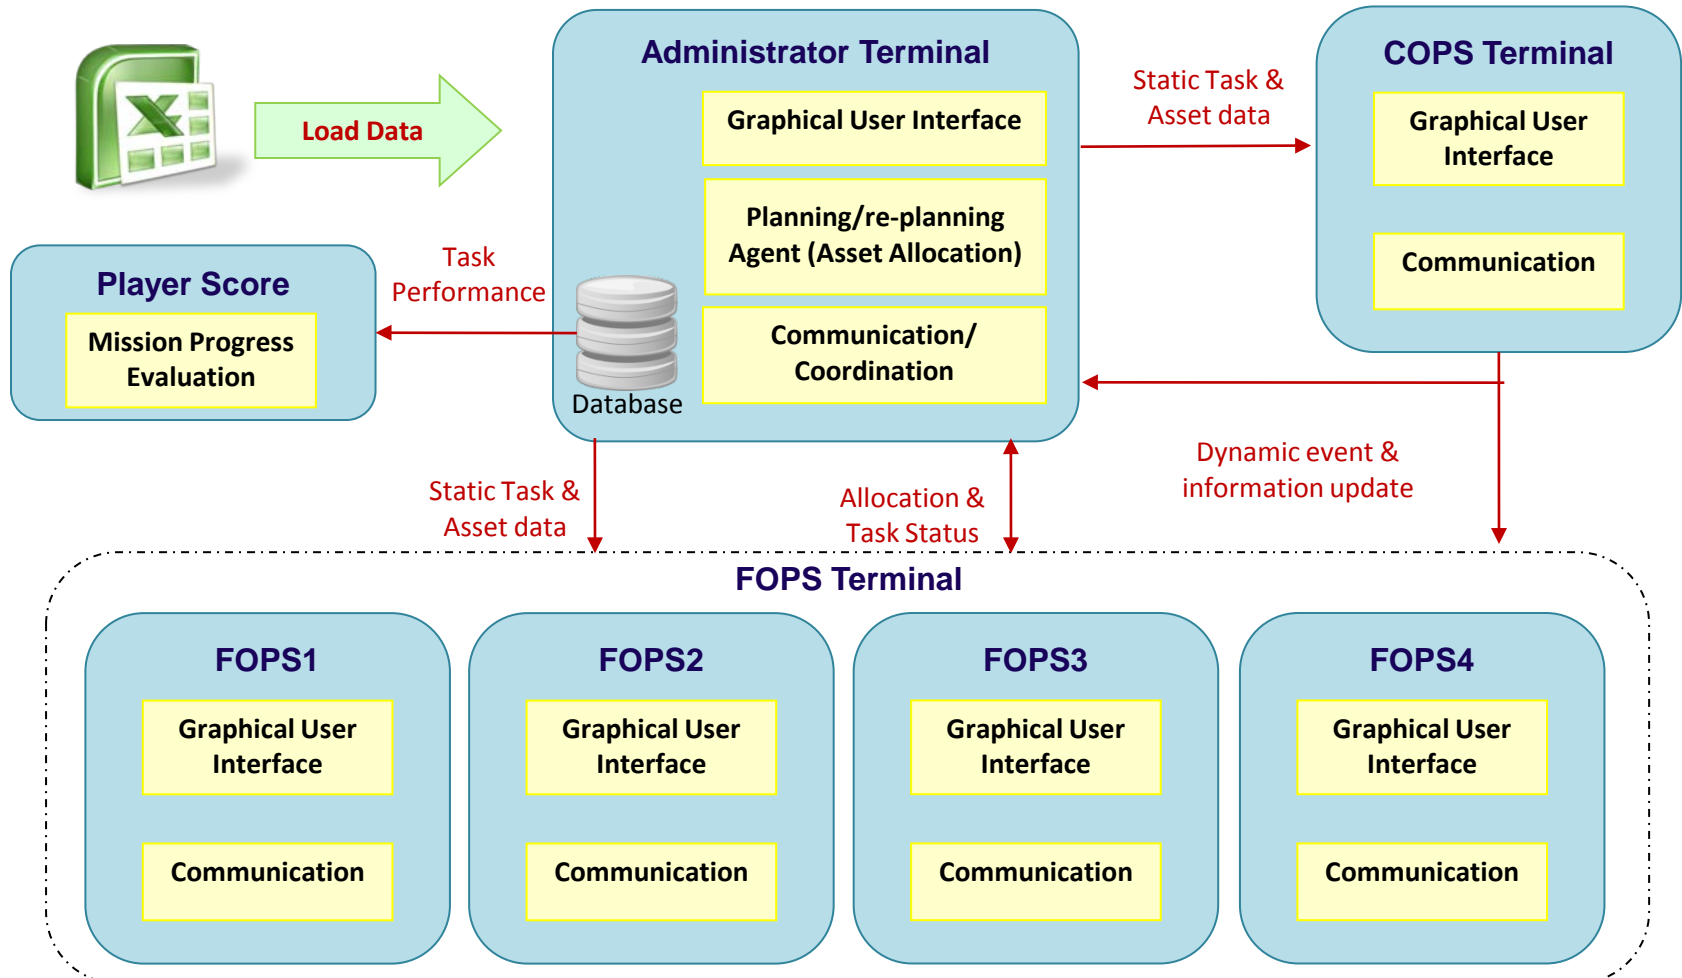 Administrator Terminal
COPS Terminal
Load Data
Graphical User Interface
Planning/re-planning
Agent (Asset Allocation)
Communication/
Coordination
Database
Static Task &
Asset data
Graphical User
Interface
Communication
Task
Performance
Player Score
Mission Progress
Evaluation
Static Task &
Asset data
Allocation &
Task Status
Dynamic event &
information update
FOPS Terminal
FOPS1
Graphical User
Interface
Communication
FOPS2
Graphical User
Interface
Communication
FOPS3
Graphical User
Interface
Communication
FOPS4
Graphical User
Interface
Communication